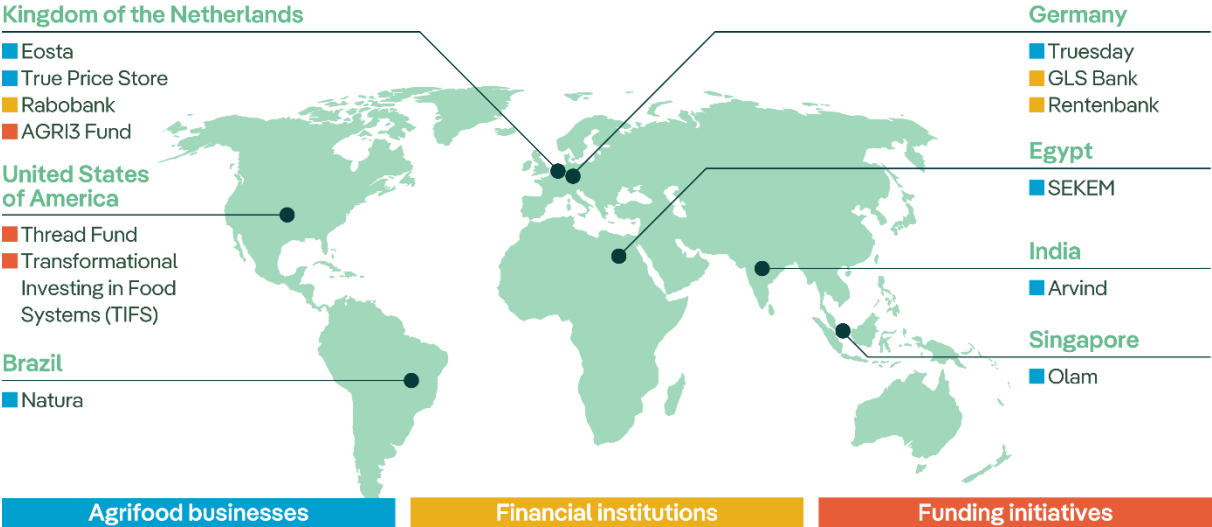 Kingdom of the Netherlands
Eosta
True Price Store
Rabobank
AGRI3 Fund
United States
of America
Thread Fund
Transformational
Investing in Food
Systems (TIFS)
Brazil
Natura
Germany
Truesday
GLS Bank
Rentenbank
Egypt
SEKEM
India
Arvind
Singapore
Olam
Agrifood businesses
Financial institutions
Funding initiatives